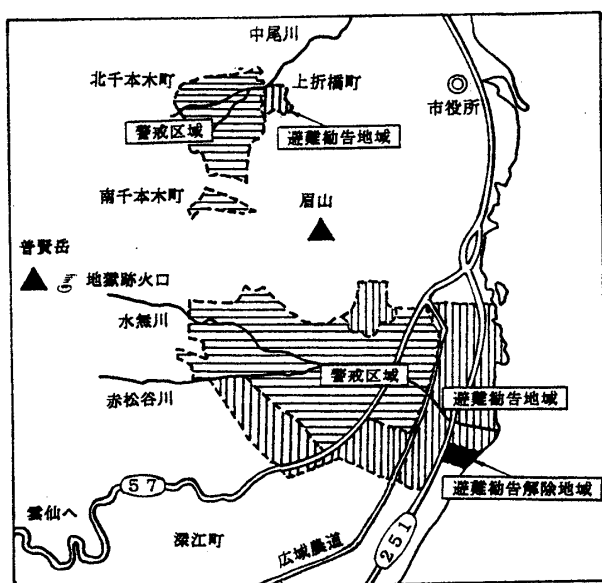 中尾川
北千本木町
上折橋町
市役所
警戒区域
避難勧告地域
南千本木町
眉山
普賢岳
地獄跡火口
水無川
警戒区域
赤松谷川
避難勧告地域
避難勧告解除地域
57
雲仙へ
深江町
広域農道
251